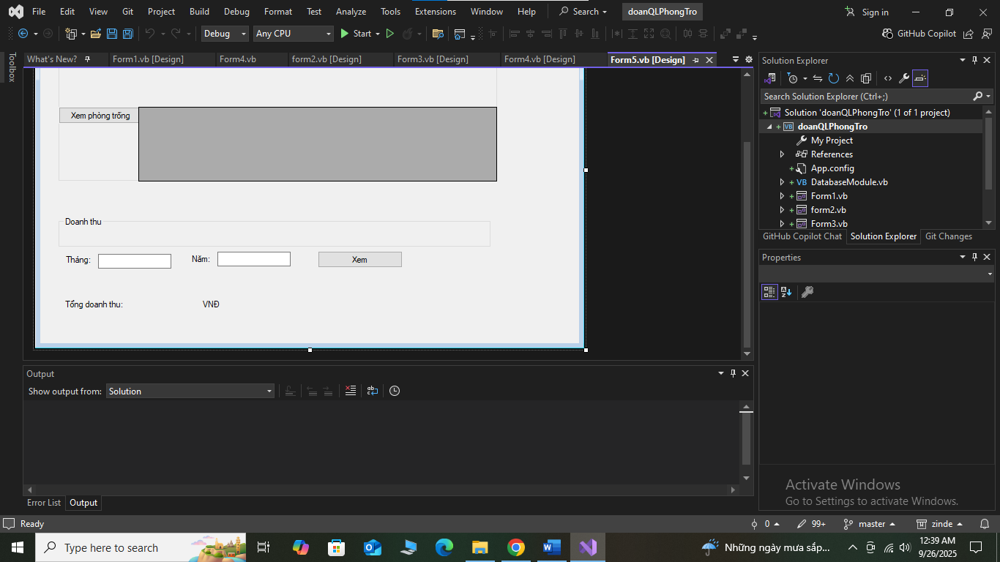 File Edit View Git Project Build Debug Format Test Analyze Tools Extensions Window Help Search doanQLPhongTro Sign in
Debug Any CPU Start GitHub Copilot
Toolbox
What's New? Form1.vb [Design] Form4.vb form2.vb [Design] Form3.vb [Design] Form4.vb [Design] Form5.vb [Design]
Xem phòng trống
Doanh thu
Tháng: Năm: Xem
Tổng doanh thu: VNĐ
Solution Explorer
Search Solution Explorer (Ctrl+;)
Solution 'doanQLPhongTro' (1 of 1 project)
doanQLPhongTro
My Project
References
App.config
DatabaseModule.vb
Form1.vb
form2.vb
Form3.vb
GitHub Copilot Chat Solution Explorer Git Changes
Properties
Output
Show output from: Solution
Error List Output
Activate Windows
Go to Settings to activate Windows.
Ready 0 99+ master zinde
Type here to search Những ngày mưa sắp... 12:39 AM
9/26/2025